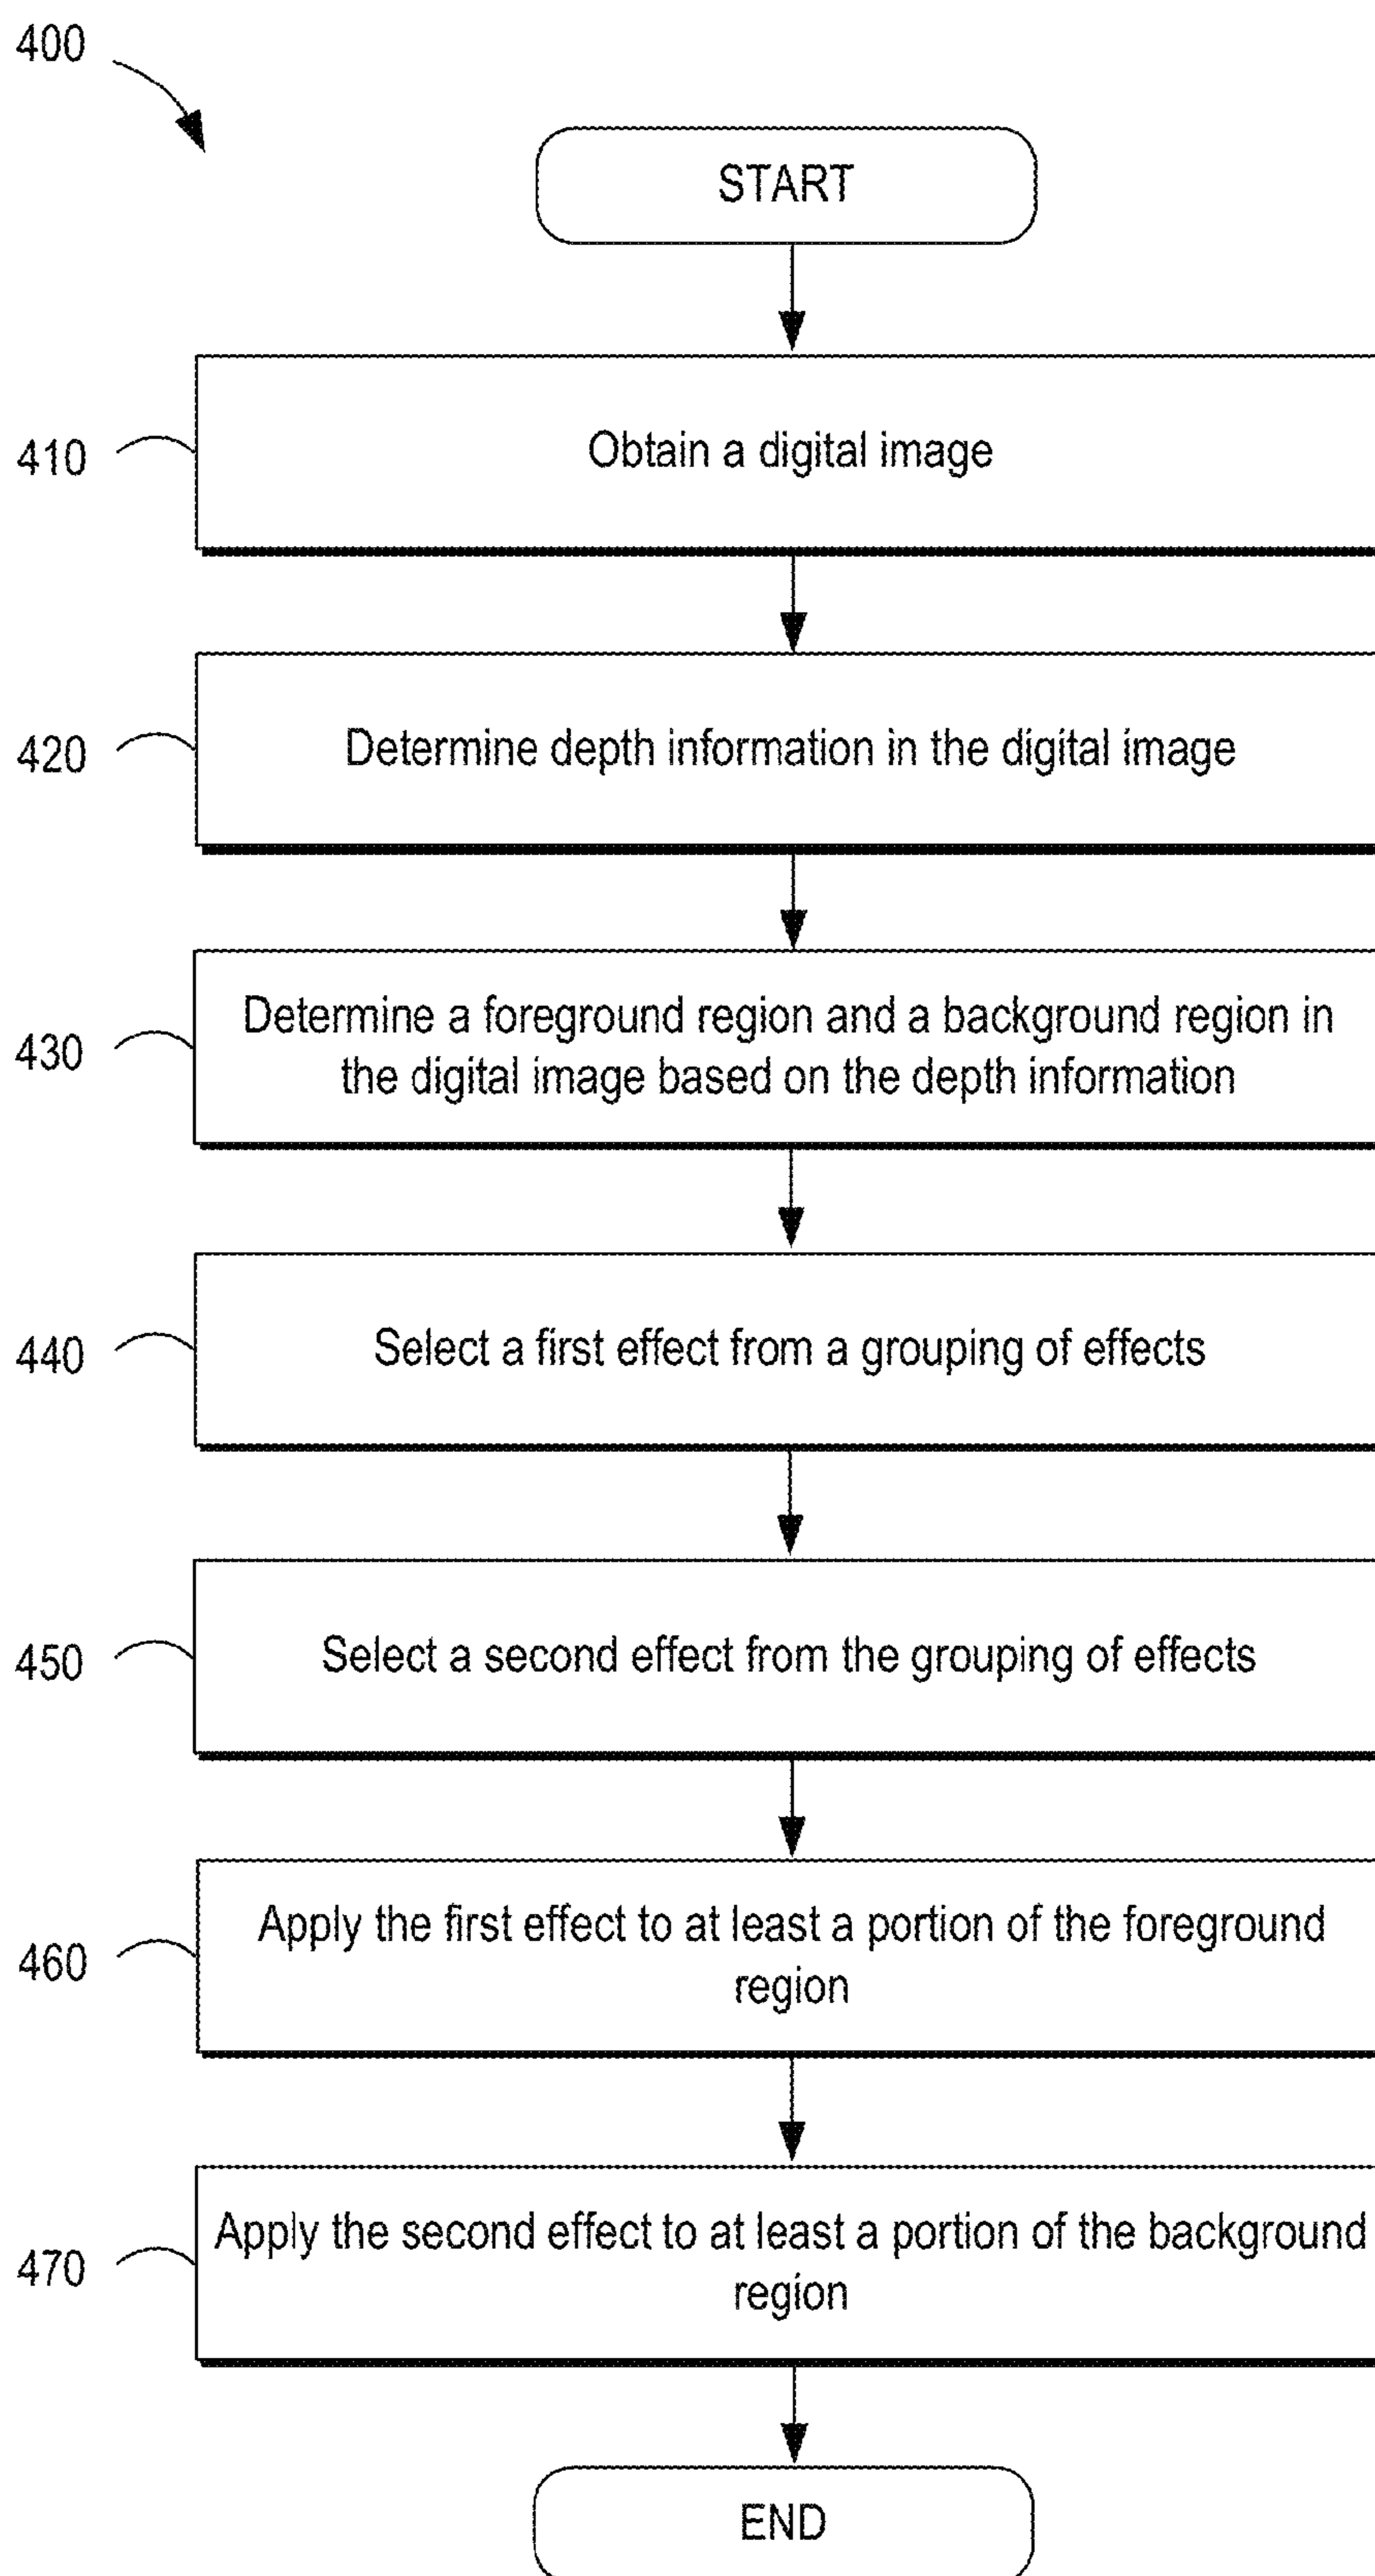 400
START
410
Obtain a digital image
420
Determine depth information in the digital image
430
Determine a foreground region and a background region in
the digital image based on the depth information
440
Select a first effect from a grouping of effects
450
Select a second effect from the grouping of effects
460
Apply the first effect to at least a portion of the foreground
region
470
Apply the second effect to at least a portion of the background
region
END